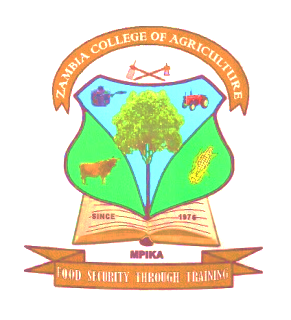 ZAMBIA COLLEGE OF AGRICULTURE
SINCE 1976
MPIKA
FOOD SECURITY THROUGH TRAINING